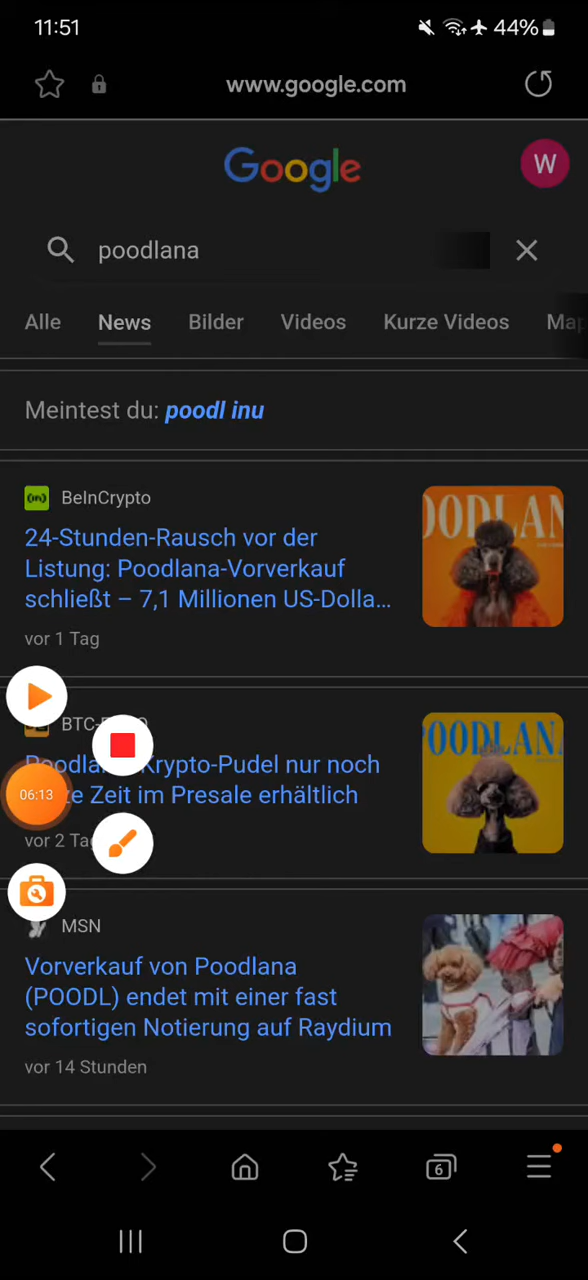 11:51
44%
www.google.com
Google
W
poodlana
Alle News Bilder Videos Kurze Videos
Meintest du: poodl inu
BeInCrypto
24-Stunden-Rausch vor der
Listung: Poodlana-Vorverkauf
schließt – 7,1 Millionen US-Dolla...
vor 1 Tag
OODLAN
Krypto-Pudel nur noch
Zeit im Presale erhältlich
vor 2
OODLAN
06:13
MSN
Vorverkauf von Poodlana
(POODL) endet mit einer fast
sofortigen Notierung auf Raydium
vor 14 Stunden
6